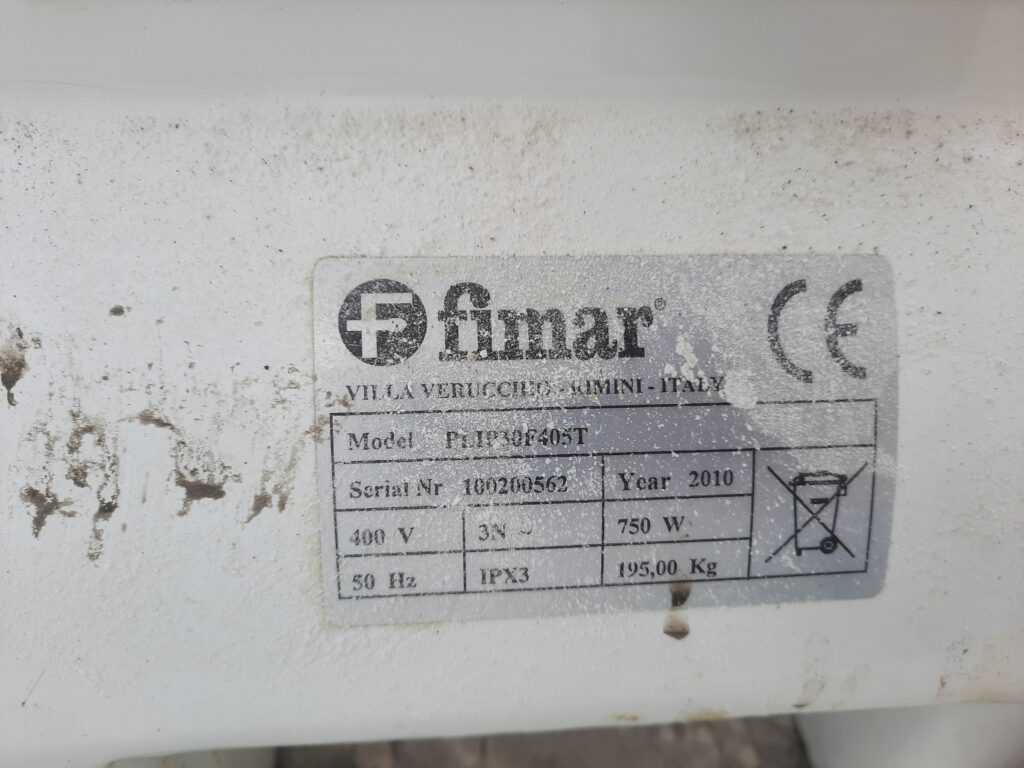 F fimar®
CE
VILLA VERUCCHIO - RIMINI - ITALY
Model PLIP30F405T
Serial Nr 100200562 Year 2010
400 V 3N ~ 750 W
50 Hz IPX3 195,00 Kg